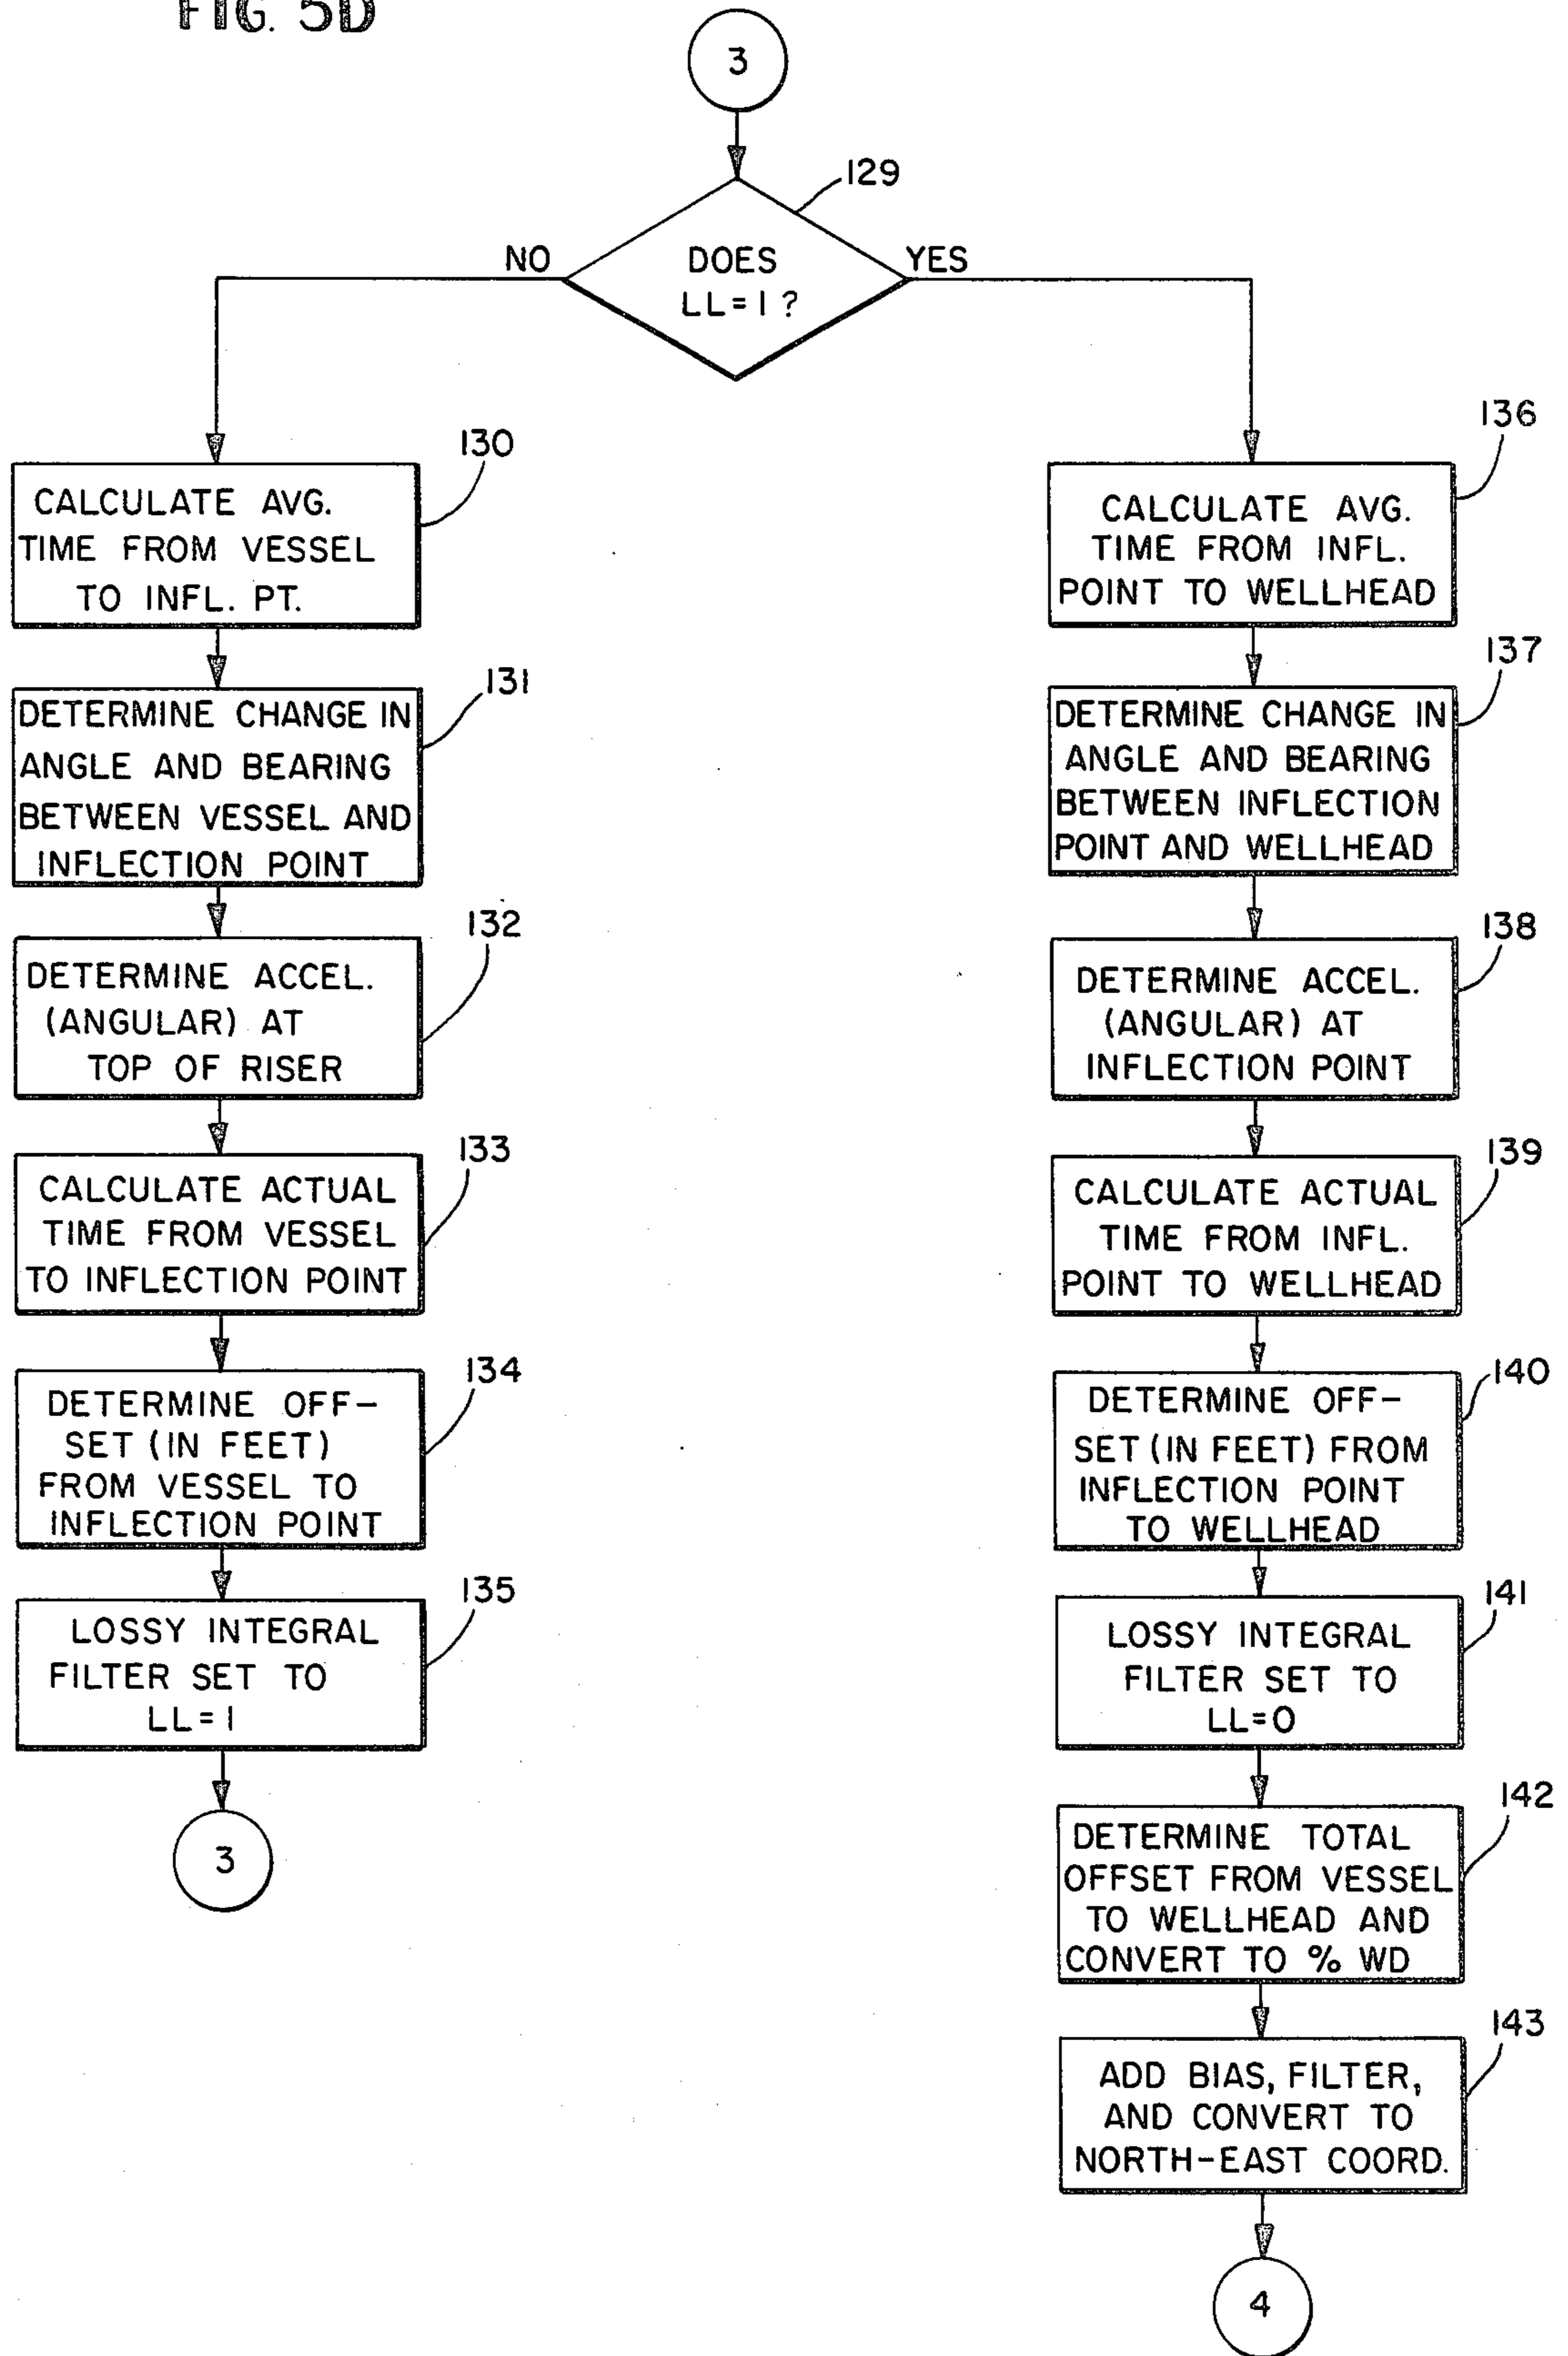 FIG. 5D
3
129
NO
DOES
LL=1?
YES
130
CALCULATE AVG.
TIME FROM VESSEL
TO INFL. PT.
131
DETERMINE CHANGE IN
ANGLE AND BEARING
BETWEEN VESSEL AND
INFLECTION POINT
132
DETERMINE ACCEL.
(ANGULAR) AT
TOP OF RISER
133
CALCULATE ACTUAL
TIME FROM VESSEL
TO INFLECTION POINT
134
DETERMINE OFF-
SET (IN FEET)
FROM VESSEL TO
INFLECTION POINT
135
LOSSY INTEGRAL
FILTER SET TO
LL=1
3
136
CALCULATE AVG.
TIME FROM INFL.
POINT TO WELLHEAD
137
DETERMINE CHANGE IN
ANGLE AND BEARING
BETWEEN INFLECTION
POINT AND WELLHEAD
138
DETERMINE ACCEL.
(ANGULAR) AT
INFLECTION POINT
139
CALCULATE ACTUAL
TIME FROM INFL.
POINT TO WELLHEAD
140
DETERMINE OFF-
SET (IN FEET) FROM
INFLECTION POINT
TO WELLHEAD
141
LOSSY INTEGRAL
FILTER SET TO
LL=0
142
DETERMINE TOTAL
OFFSET FROM VESSEL
TO WELLHEAD AND
CONVERT TO % WD
143
ADD BIAS, FILTER,
AND CONVERT TO
NORTH-EAST COORD.
4